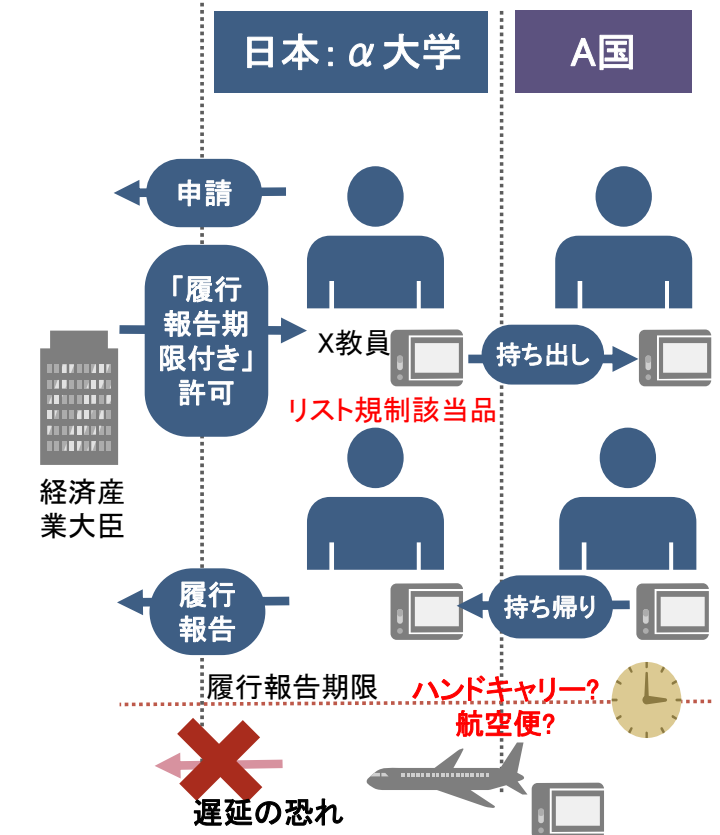 日本：α大学
A国
申請
「履行
報告期
限付き」
許可
X教員
持ち出し
リスト規制該当品
経済産
業大臣
履行
報告
持ち帰り
履行報告期限
ハンドキャリー?
航空便?
遅延の恐れ